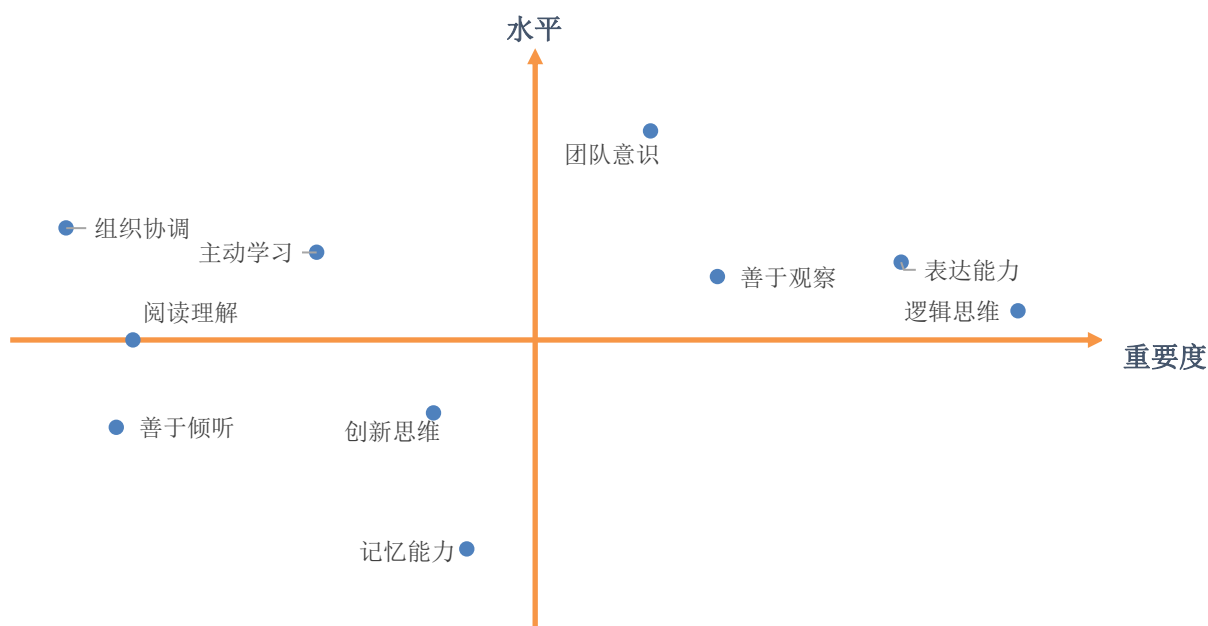 水平
团队意识
组织协调
主动学习
善于观察
表达能力
阅读理解
逻辑思维
重要度
善于倾听
创新思维
记忆能力